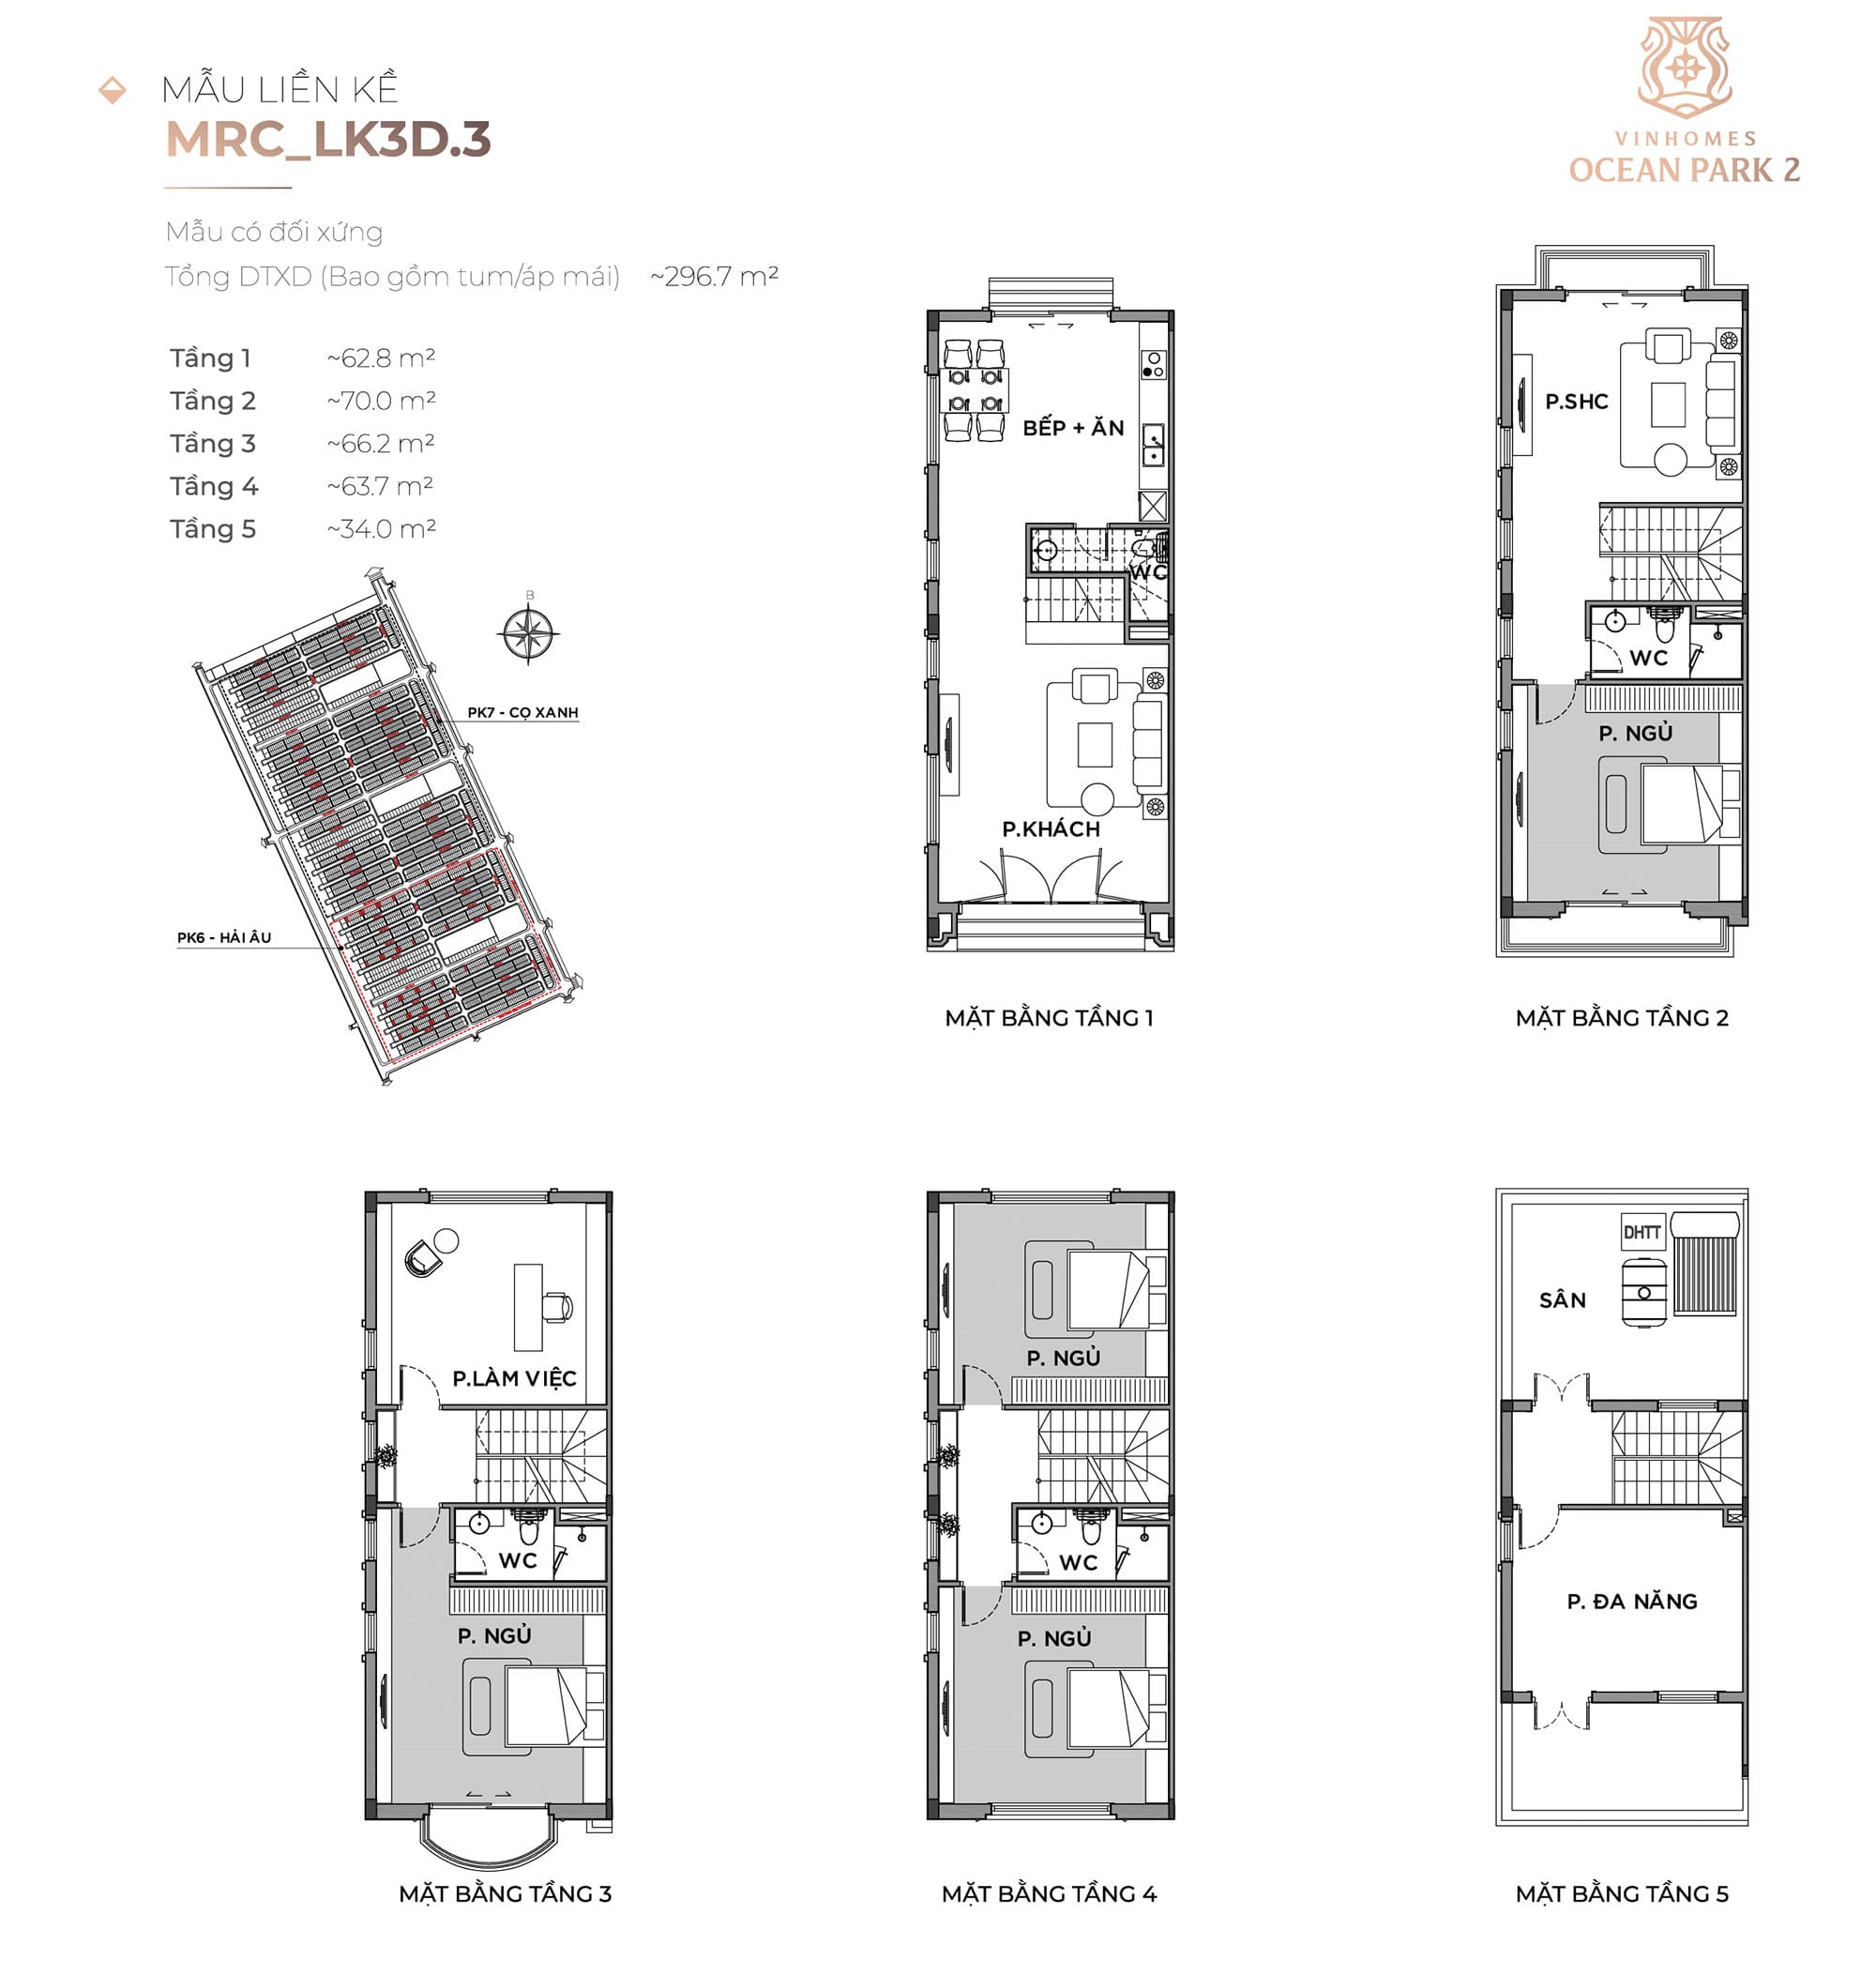 MẪU LIỀN KỀ
MRC_LK3D.3
VINHOMES
OCEAN PARK 2
Mẫu có đối xứng
Tổng DTXD (Bao gồm tum/áp mái) ~296.7 m²
Tầng 1 ~62.8 m²
Tầng 2 ~70.0 m²
Tầng 3 ~66.2 m²
Tầng 4 ~63.7 m²
Tầng 5 ~34.0 m²
B
PK7 - CỌ XANH
PK6 - HẢI ÂU
BẾP + ĂN
WC
P.KHÁCH
MẶT BẰNG TẦNG 1
P.SHC
WC
P. NGỦ
MẶT BẰNG TẦNG 2
P.LÀM VIỆC
WC
P. NGỦ
MẶT BẰNG TẦNG 3
P. NGỦ
WC
P. NGỦ
MẶT BẰNG TẦNG 4
DHTT
SÂN
P. ĐA NĂNG
MẶT BẰNG TẦNG 5